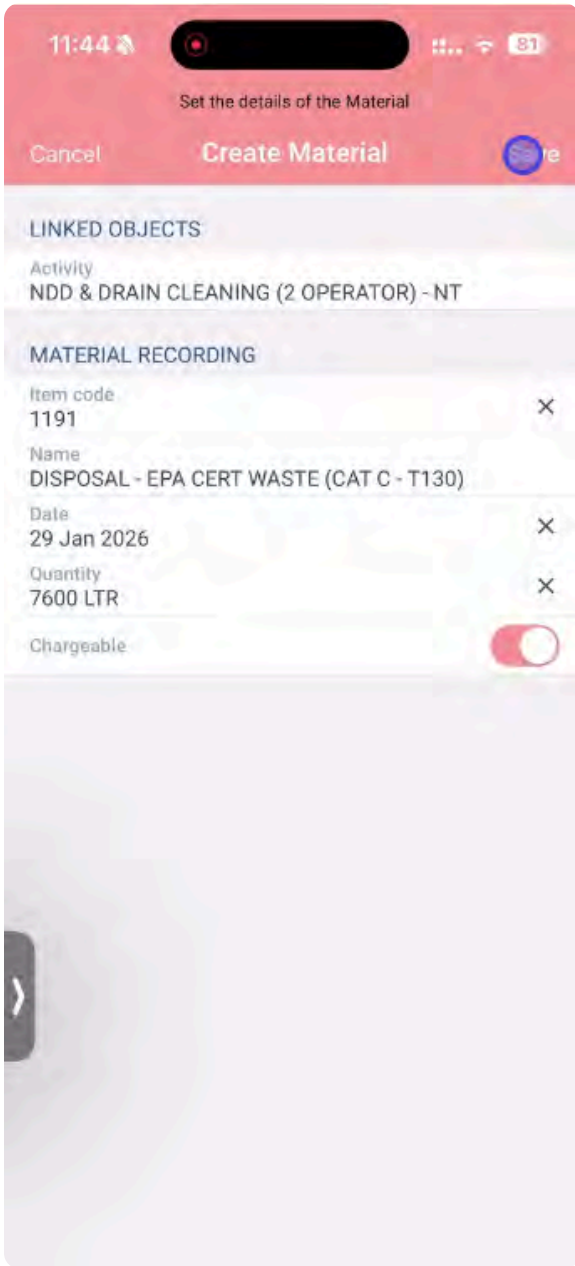 11:44
81
Set the details of the Material
Cancel
Create Material
Save
LINKED OBJECTS
Activity
NDD & DRAIN CLEANING (2 OPERATOR) - NT
MATERIAL RECORDING
Item code
1191
Name
DISPOSAL - EPA CERT WASTE (CAT C - T130)
Date
29 Jan 2026
Quantity
7600 LTR
Chargeable